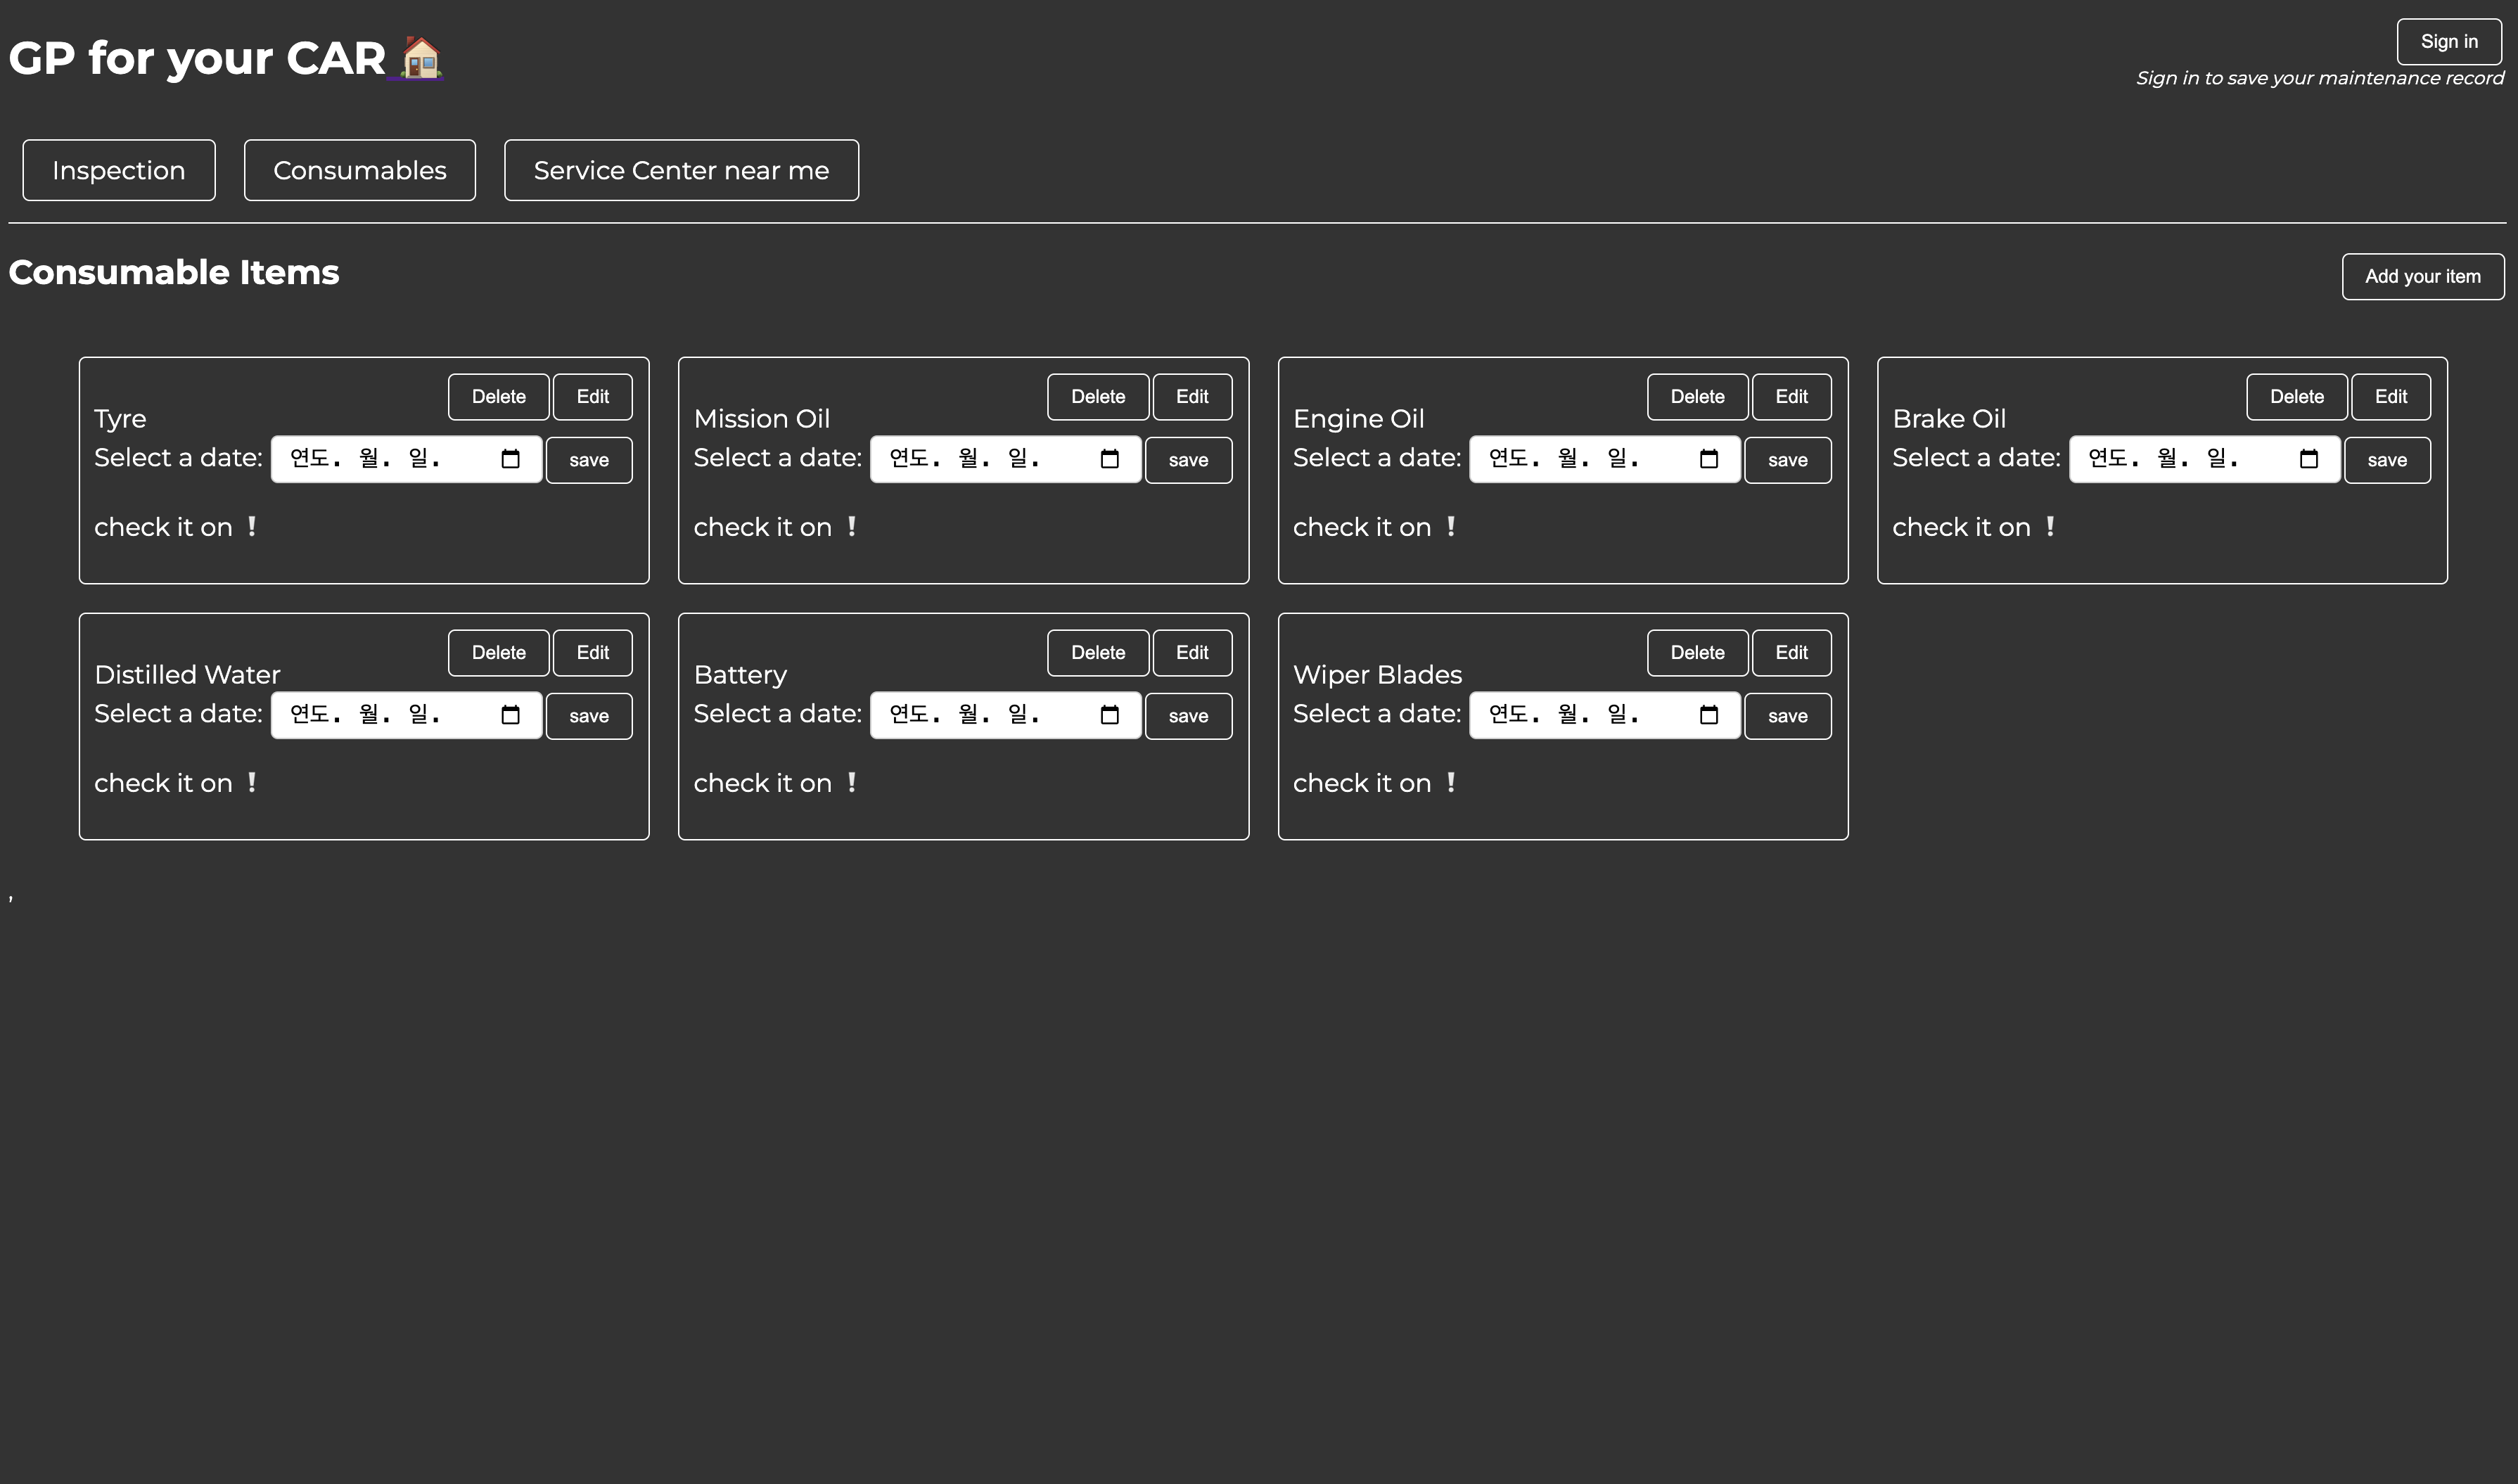 GP for your CAR 🏠
Sign in
Sign in to save your maintenance record
Inspection
Consumables
Service Center near me
Consumable Items
Add your item
Delete
Edit
Tyre
Select a date: 연도. 월. 일.
save
check it on ❕
Delete
Edit
Mission Oil
Select a date: 연도. 월. 일.
save
check it on ❕
Delete
Edit
Engine Oil
Select a date: 연도. 월. 일.
save
check it on ❕
Delete
Edit
Brake Oil
Select a date: 연도. 월. 일.
save
check it on ❕
Delete
Edit
Distilled Water
Select a date: 연도. 월. 일.
save
check it on ❕
Delete
Edit
Battery
Select a date: 연도. 월. 일.
save
check it on ❕
Delete
Edit
Wiper Blades
Select a date: 연도. 월. 일.
save
check it on ❕
,